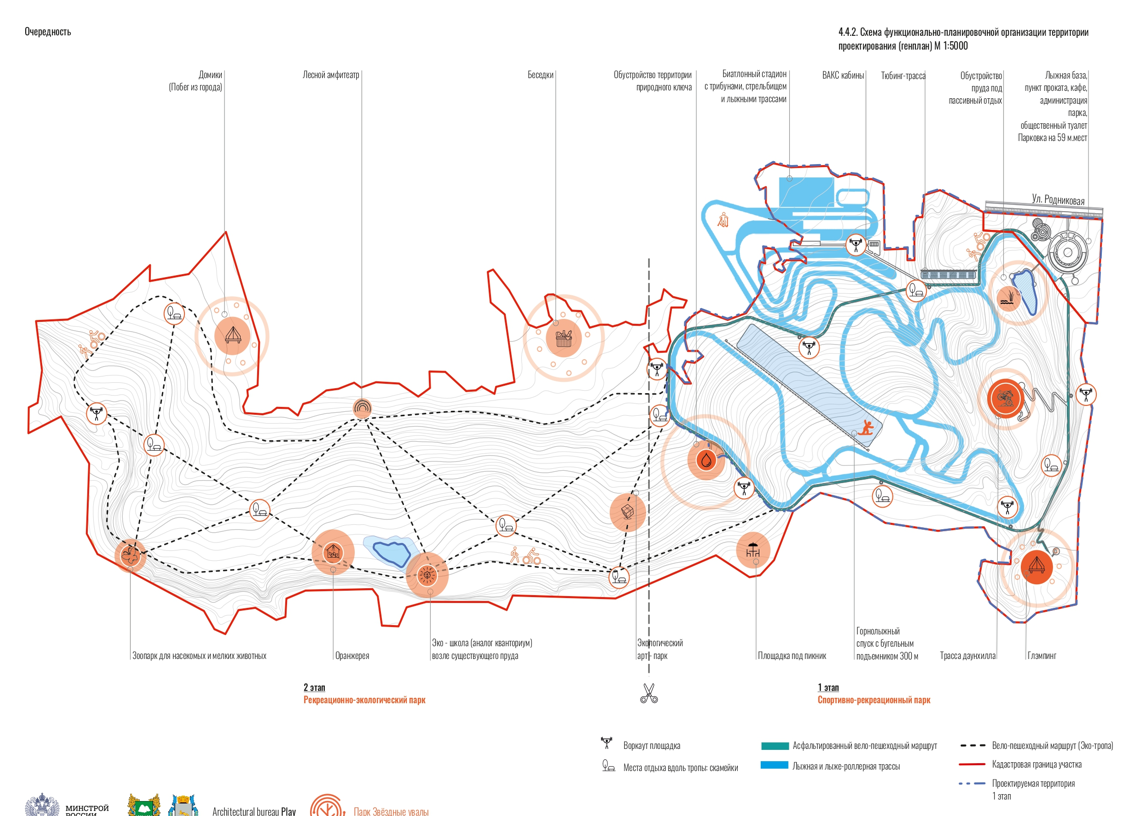 Очередность
4.4.2. Схема функционально-планировочной организации территории
проектирования (генплан) М 1:5000
Домики
(Побег из города)
Лесной амфитеатр
Беседки
Обустройство территории
природного ключа
Биатлонный стадион
с трибунами, стрельбищем
и лыжными трассами
ВАКС кабины
Тюбинг-трасса
Обустройство
пруда под
пассивный отдых
Лыжная база,
пункт проката, кафе,
администрация
парка,
общественный туалет
Парковка на 59 м.мест
Ул. Родниковая
Зоопарк для насекомых и мелких животных
Оранжерея
Эко - школа (аналог кванториум)
возле существующего пруда
Экологический
арт - парк
Площадка под пикник
Горнолыжный
спуск с бугельным
подъемником 300 м
Трасса даунхилла
Глэмпинг
2 этап
Рекреационно-экологический парк
1 этап
Спортивно-рекреационный парк
Воркаут площадка
Места отдыха вдоль тропы: скамейки
Асфальтированный вело-пешеходный маршрут
Лыжная и лыже-роллерная трассы
Вело-пешеходный маршрут (Эко-тропа)
Кадастровая граница участка
Проектируемая территория
1 этап
МИНСТРОЙ
РОССИИ
Architectural bureau Play
Парк Звёздные увалы